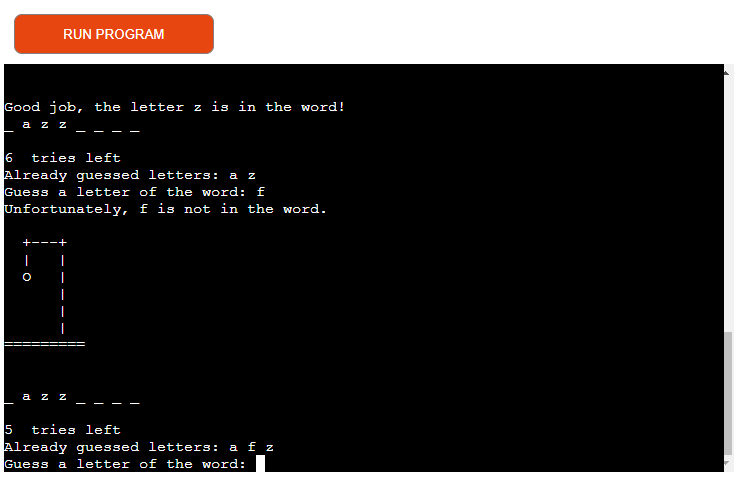 RUN PROGRAM
Good job, the letter z is in the word!
_ a z z _ _ _ _
6  tries left
Already guessed letters: a z
Guess a letter of the word: f
Unfortunately, f is not in the word.
  +---+
  |   |
  O   |
      |
      |
      |
=========
_ a z z _ _ _ _
5  tries left
Already guessed letters: a f z
Guess a letter of the word: